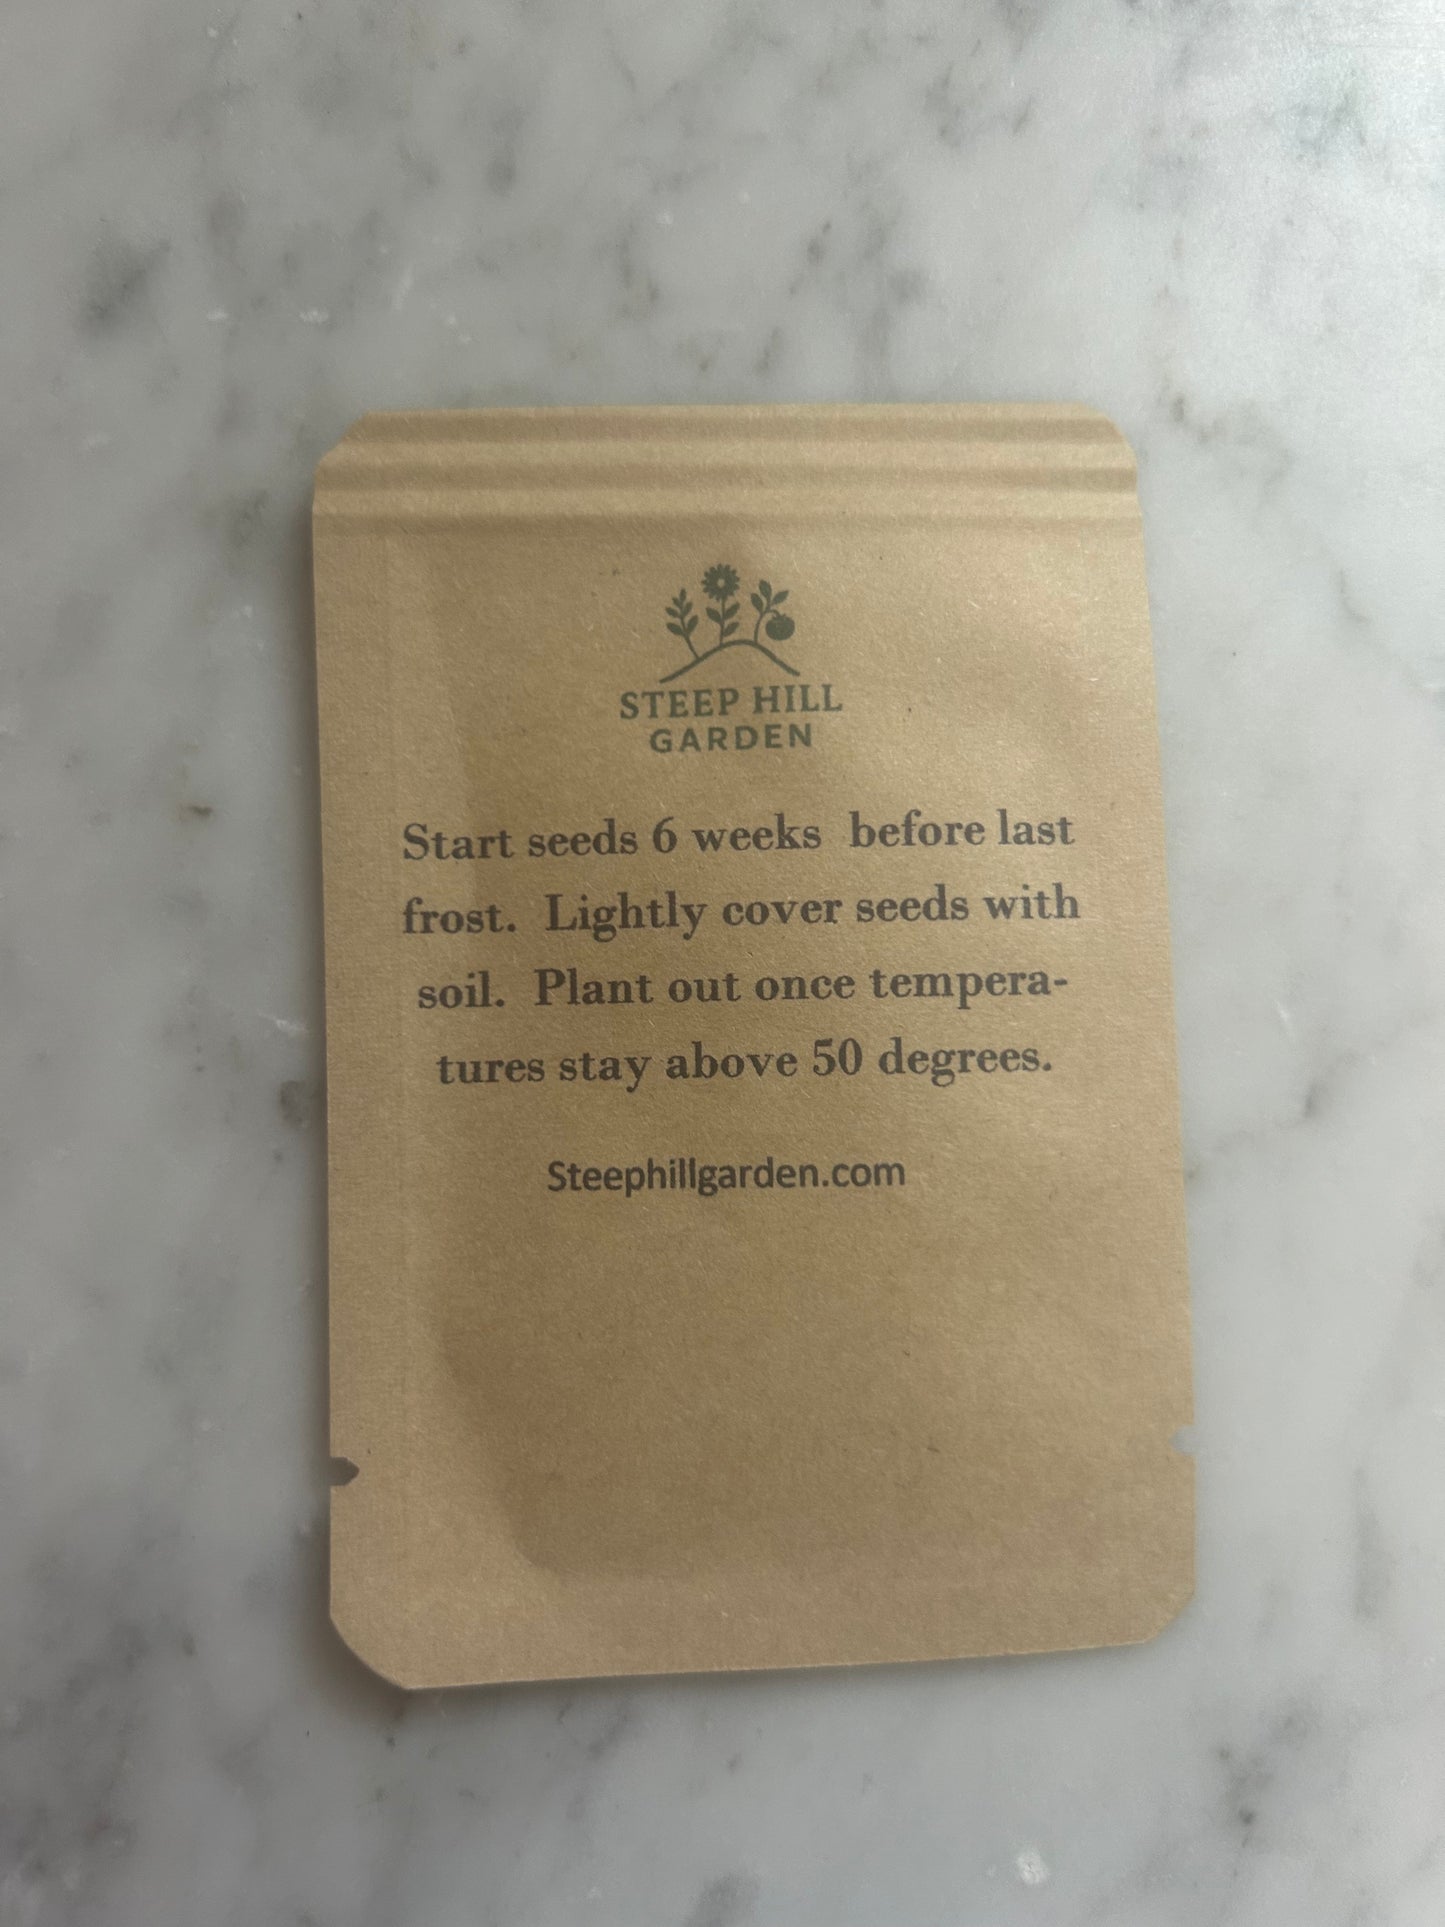 STEEP HILL
GARDEN
Start seeds 6 weeks  before last
frost.  Lightly cover seeds with
soil.  Plant out once tempera-
tures stay above 50 degrees.
Steephillgarden.com